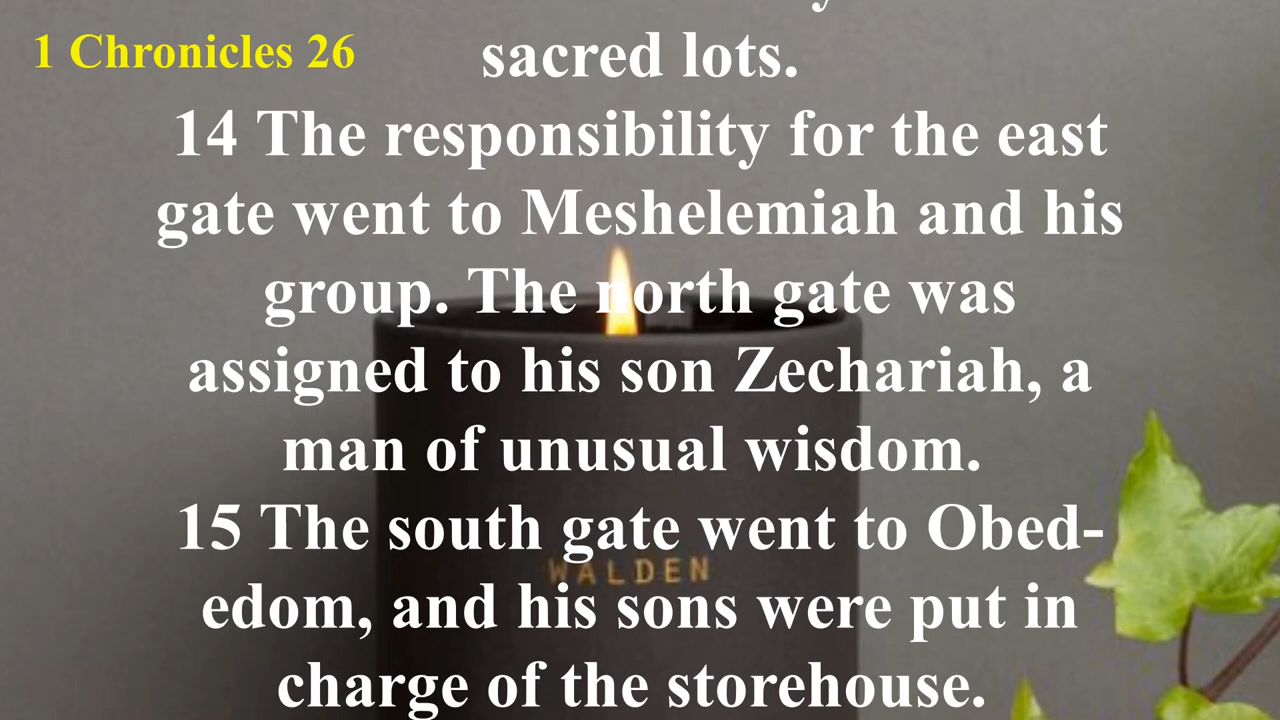 1 Chronicles 26
sacred lots.
14 The responsibility for the east
gate went to Meshelemiah and his
group. The north gate was
assigned to his son Zechariah, a
man of unusual wisdom.
15 The south gate went to Obed-
WALDEN
edom, and his sons were put in
charge of the storehouse.